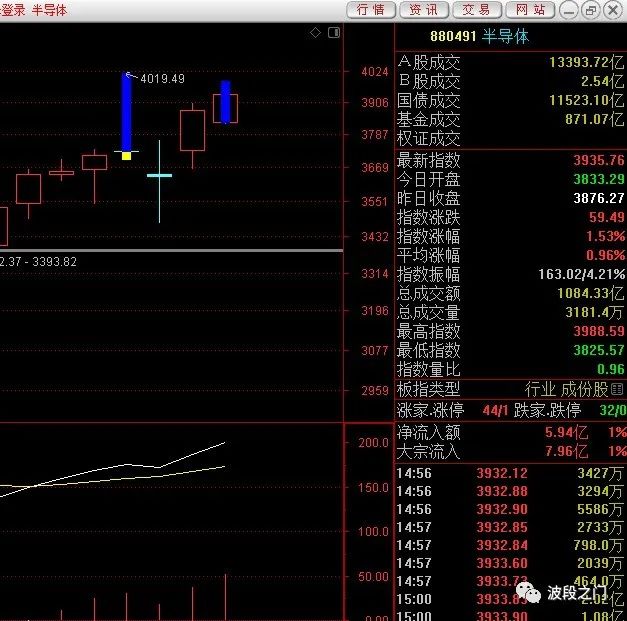 登录 半导体
行情 资讯 交易 网站
4019.49
2.37 - 3393.82
4024
3906
3787
3669
3551
3432
3314
3196
3077
2959
200.0
150.0
100.0
50.00
0.00
880491 半导体
A股成交 13393.72亿
B股成交 2.54亿
国债成交 11523.10亿
基金成交 871.07亿
权证成交
最新指数 3935.76
今日开盘 3833.29
昨日收盘 3876.27
指数涨跌 59.49
指数涨幅 1.53%
平均涨幅 0.96%
指数振幅 163.02/4.21%
总成交额 1084.33亿
总成交量 3181.4万
最高指数 3988.59
最低指数 3825.57
指数量比 0.96
板指类型 行业 成份股
涨家.涨停 44/1 跌家.跌停 32/0
净流入额 5.94亿 1%
大宗流入 7.96亿 1%
14:56 3932.12 3427万
14:56 3932.88 3294万
14:56 3932.90 5586万
14:57 3932.85 2733万
14:57 3932.84 798.0万
14:57 3933.60 2039万
14:57 3933.73 464.0万
15:00 3933.83 2.02亿
15:00 3933.90 1.08亿
波段之门